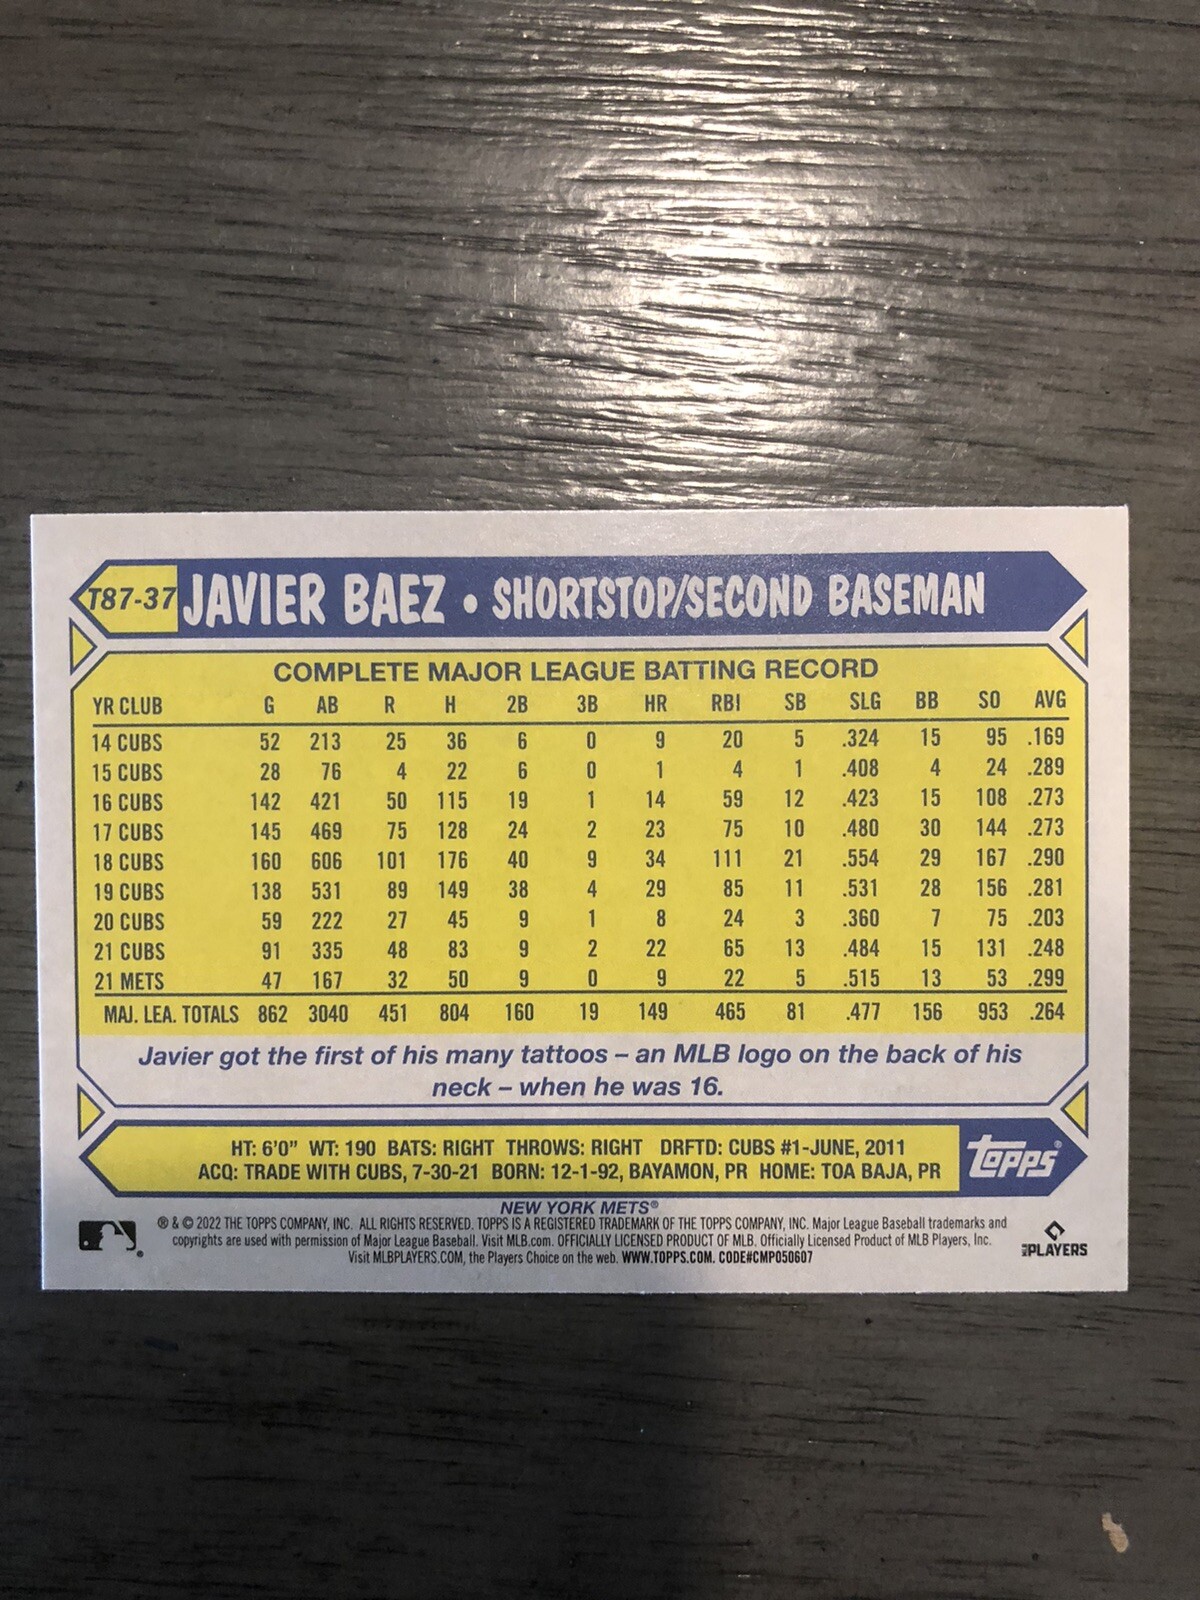 T87-37 JAVIER BAEZ • SHORTSTOP/SECOND BASEMAN
COMPLETE MAJOR LEAGUE BATTING RECORD
YR CLUB G AB R H 2B 3B HR RBI SB SLG BB SO AVG
14 CUBS 52 213 25 36 6 0 9 20 5 .324 15 95 .169
15 CUBS 28 76 4 22 6 0 1 4 1 .408 4 24 .289
16 CUBS 142 421 50 115 19 1 14 59 12 .423 15 108 .273
17 CUBS 145 469 75 128 24 2 23 75 10 .480 30 144 .273
18 CUBS 160 606 101 176 40 9 34 111 21 .554 29 167 .290
19 CUBS 138 531 89 149 38 4 29 85 11 .531 28 156 .281
20 CUBS 59 222 27 45 9 1 8 24 3 .360 7 75 .203
21 CUBS 91 335 48 83 9 2 22 65 13 .484 15 131 .248
21 METS 47 167 32 50 9 0 9 22 5 .515 13 53 .299
MAJ. LEA. TOTALS 862 3040 451 804 160 19 149 465 81 .477 156 953 .264
Javier got the first of his many tattoos – an MLB logo on the back of his
neck – when he was 16.
HT: 6'0" WT: 190 BATS: RIGHT THROWS: RIGHT DRFTD: CUBS #1-JUNE, 2011
ACQ: TRADE WITH CUBS, 7-30-21 BORN: 12-1-92, BAYAMON, PR HOME: TOA BAJA, PR
Topps®
NEW YORK METS®
® & © 2022 THE TOPPS COMPANY, INC. ALL RIGHTS RESERVED. TOPPS IS A REGISTERED TRADEMARK OF THE TOPPS COMPANY, INC. Major League Baseball trademarks and
copyrights are used with permission of Major League Baseball. Visit MLB.com. OFFICIALLY LICENSED PRODUCT OF MLB. Officially Licensed Product of MLB Players, Inc.
Visit MLBPLAYERS.COM, the Players Choice on the web. WWW.TOPPS.COM. CODE#CMP050607
MLB PLAYERS